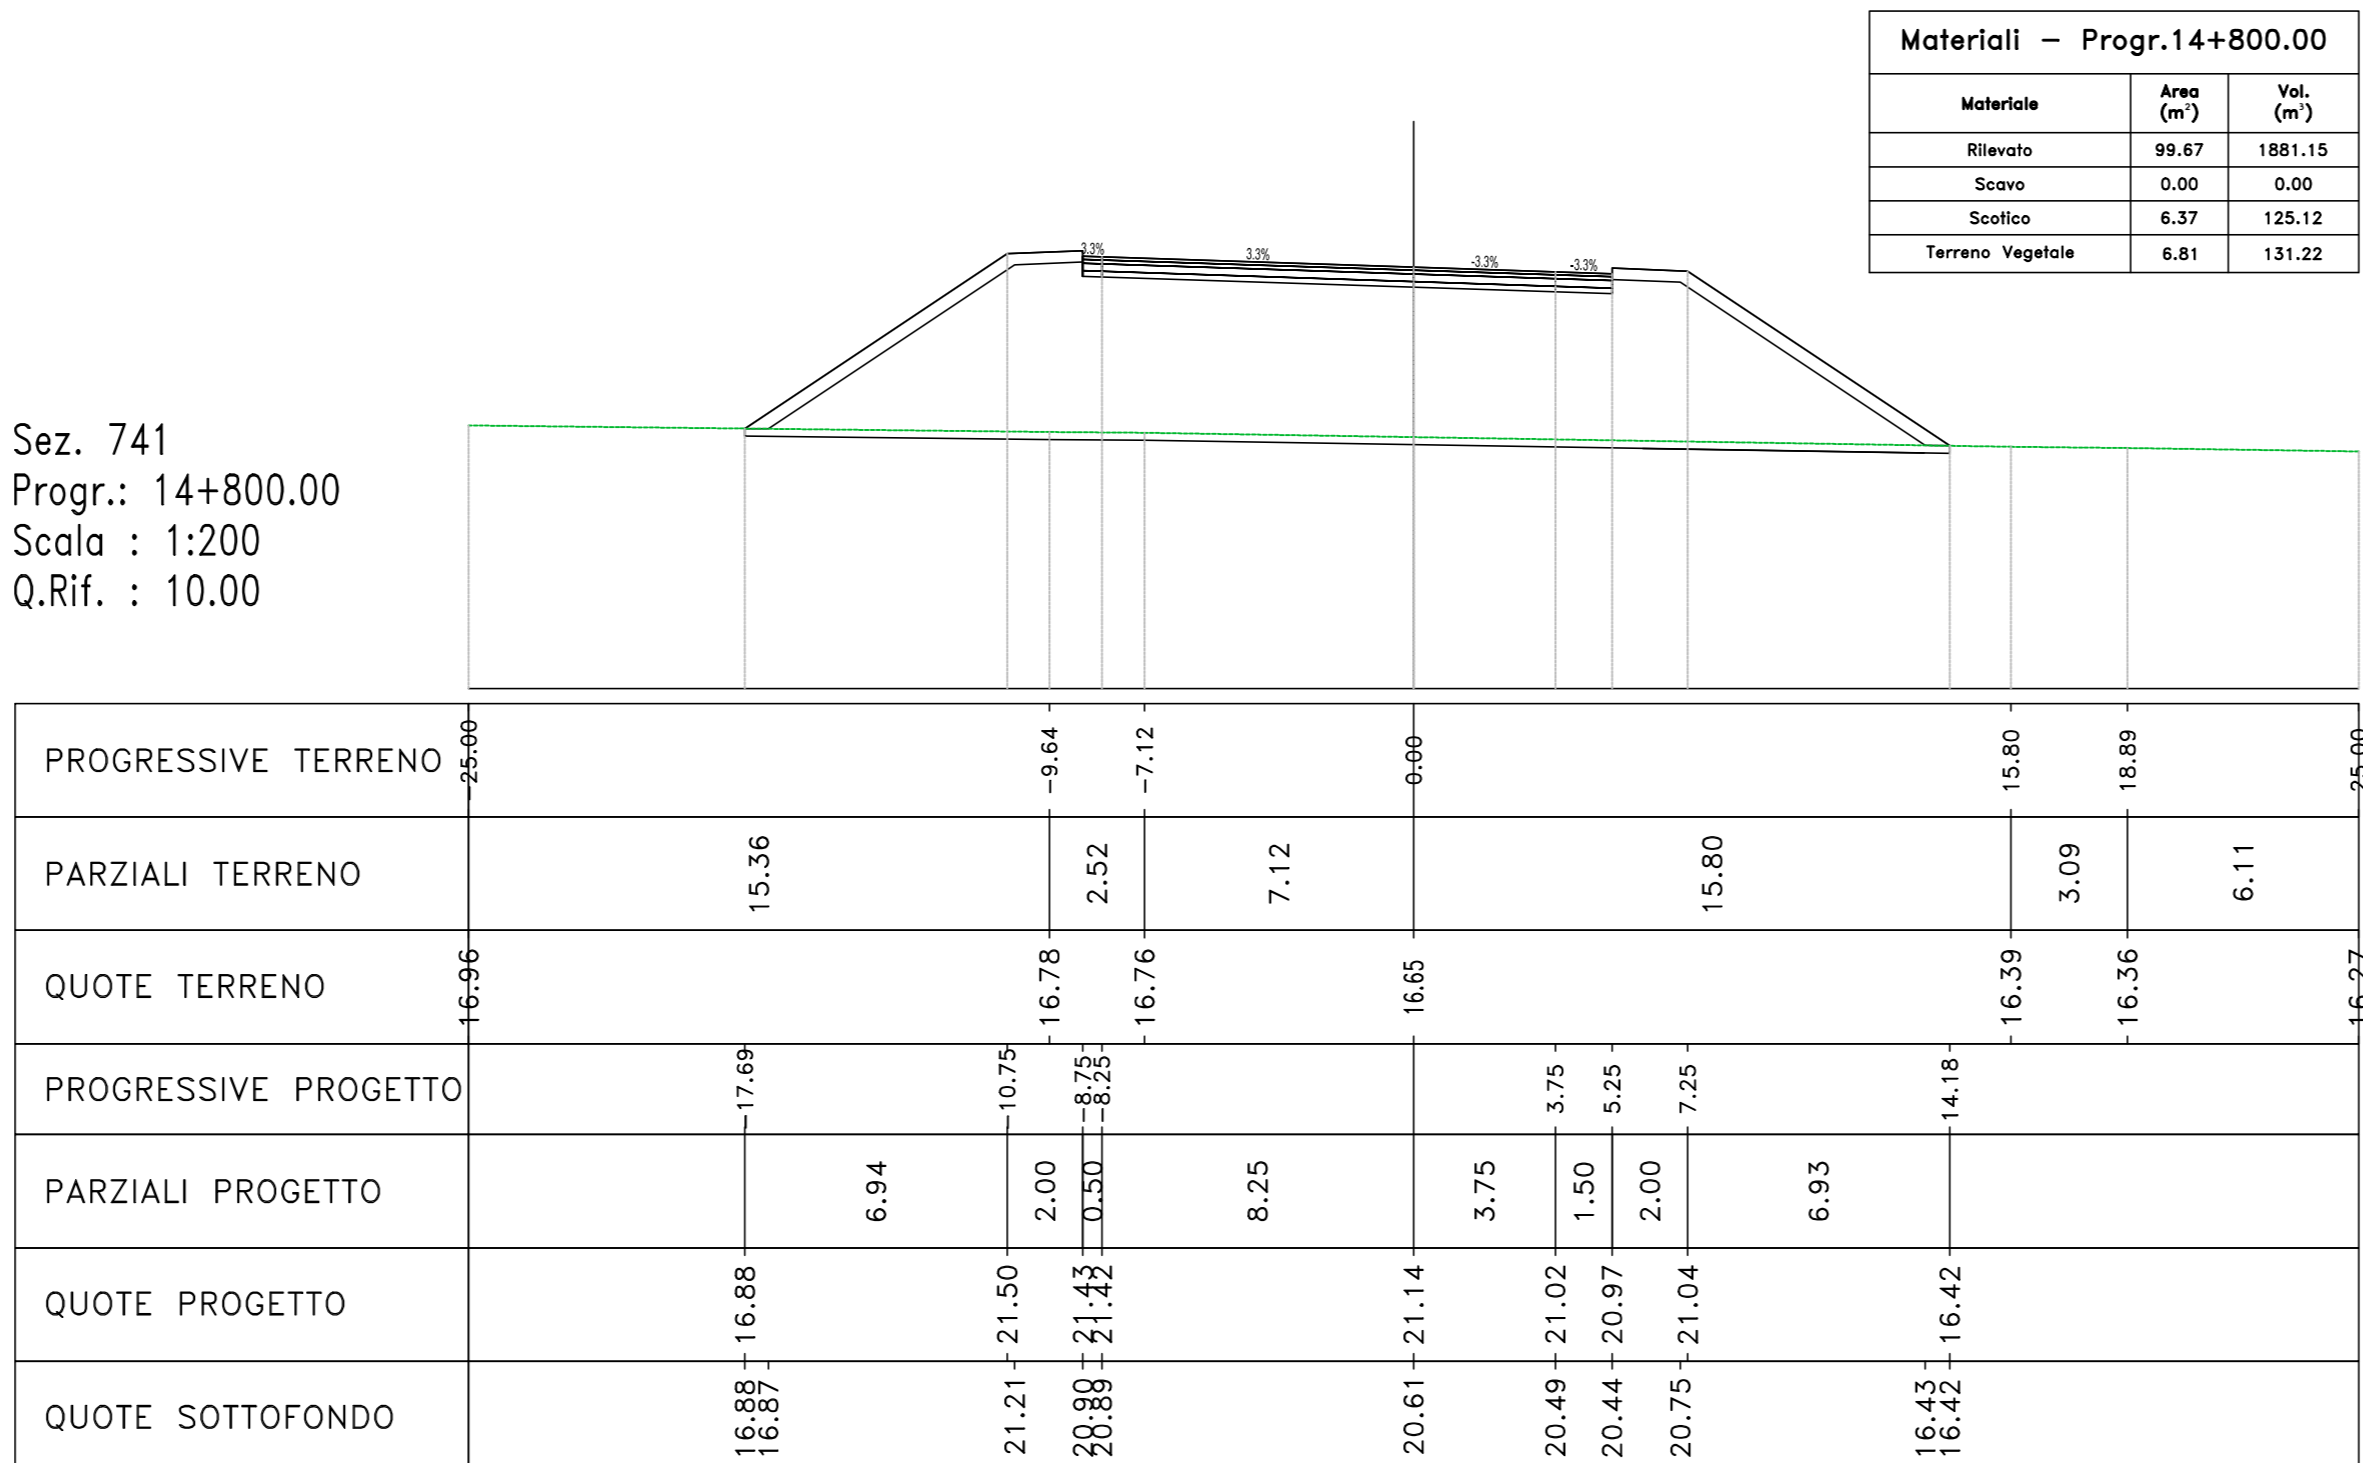 Materiali – Progr.14+800.00
Materiale Area (m²) Vol. (m³)
Rilevato 99.67 1881.15
Scavo 0.00 0.00
Scotico 6.37 125.12
Terreno Vegetale 6.81 131.22
3.3% 3.3% -3.3% -3.3%
Sez. 741
Progr.: 14+800.00
Scala : 1:200
Q.Rif. : 10.00
PROGRESSIVE TERRENO -25.00 -9.64 -7.12 0.00 15.80 18.89 25.00
PARZIALI TERRENO 15.36 2.52 7.12 15.80 3.09 6.11
QUOTE TERRENO 16.96 16.78 16.76 16.65 16.39 16.36 16.27
PROGRESSIVE PROGETTO -17.69 -10.75 -8.75 -8.25 3.75 5.25 7.25 14.18
PARZIALI PROGETTO 6.94 2.00 0.50 8.25 3.75 1.50 2.00 6.93
QUOTE PROGETTO 16.88 21.50 21.43 21.42 21.14 21.02 20.97 21.04 16.42
QUOTE SOTTOFONDO 16.88 16.87 21.21 20.90 20.89 20.61 20.49 20.44 20.75 16.43 16.42